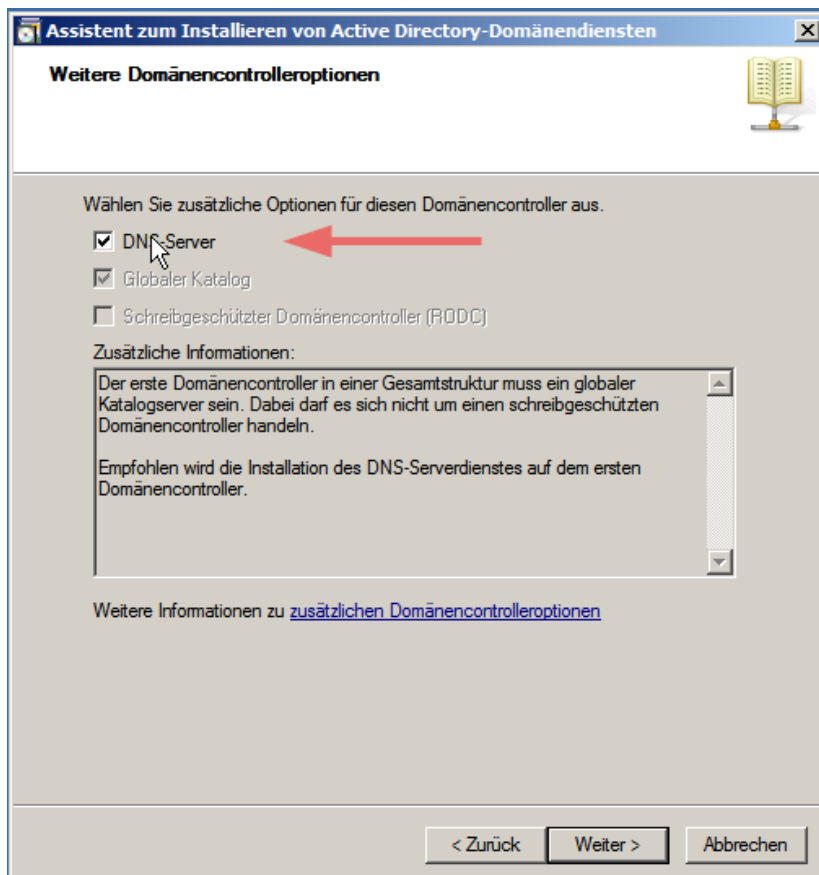 Assistent zum Installieren von Active Directory-Domänendiensten
Weitere Domänencontrolleroptionen
Wählen Sie zusätzliche Optionen für diesen Domänencontroller aus.
DNS-Server
Globaler Katalog
Schreibgeschützter Domänencontroller (RODC)
Zusätzliche Informationen:
Der erste Domänencontroller in einer Gesamtstruktur muss ein globaler
Katalogserver sein. Dabei darf es sich nicht um einen schreibgeschützten
Domänencontroller handeln.
Empfohlen wird die Installation des DNS-Serverdienstes auf dem ersten
Domänencontroller.
Weitere Informationen zu zusätzlichen Domänencontrolleroptionen
< Zurück Weiter > Abbrechen